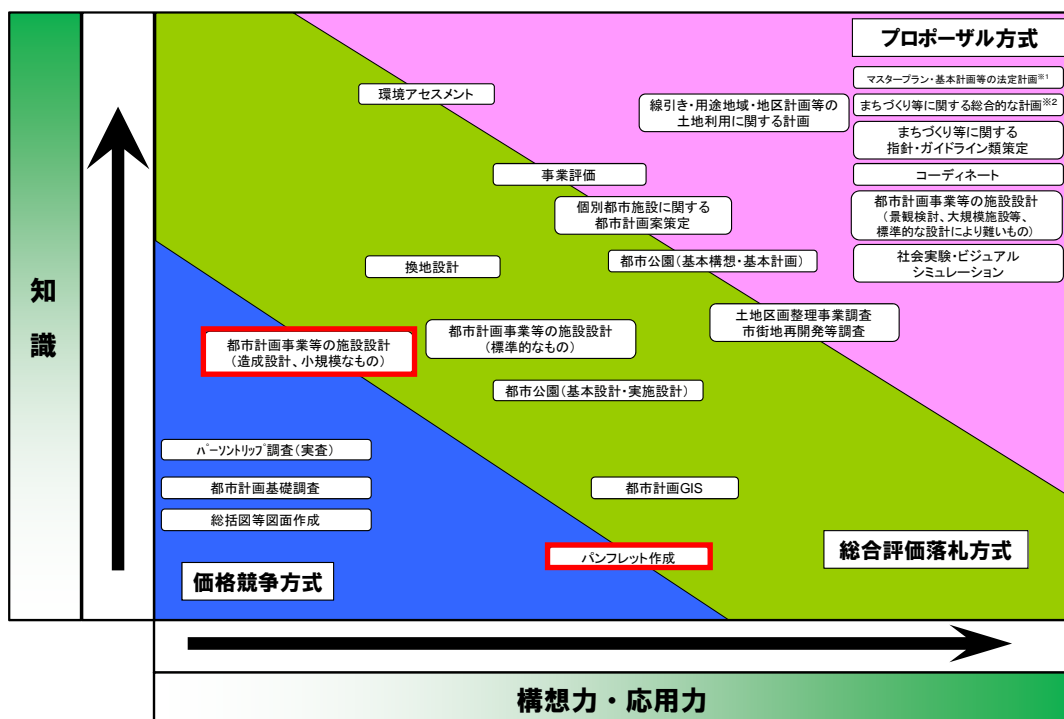 プロポーザル方式
マスタープラン・基本計画等の法定計画※1
環境アセスメント
線引き・用途地域・地区計画等の
土地利用に関する計画
まちづくり等に関する総合的な計画※2
まちづくり等に関する
指針・ガイドライン類策定
事業評価
コーディネート
個別都市施設に関する
都市計画案策定
都市計画事業等の施設設計
(景観検討、大規模施設等、
標準的な設計により難いもの)
換地設計
都市公園(基本構想・基本計画)
社会実験・ビジュアル
シミュレーション
知
識
都市計画事業等の施設設計
(造成設計、小規模なもの)
都市計画事業等の施設設計
(標準的なもの)
土地区画整理事業調査
市街地再開発等調査
都市公園(基本設計・実施設計)
パーソントリップ調査(実査)
都市計画基礎調査
都市計画GIS
総括図等図面作成
パンフレット作成
総合評価落札方式
価格競争方式
構想力・応用力